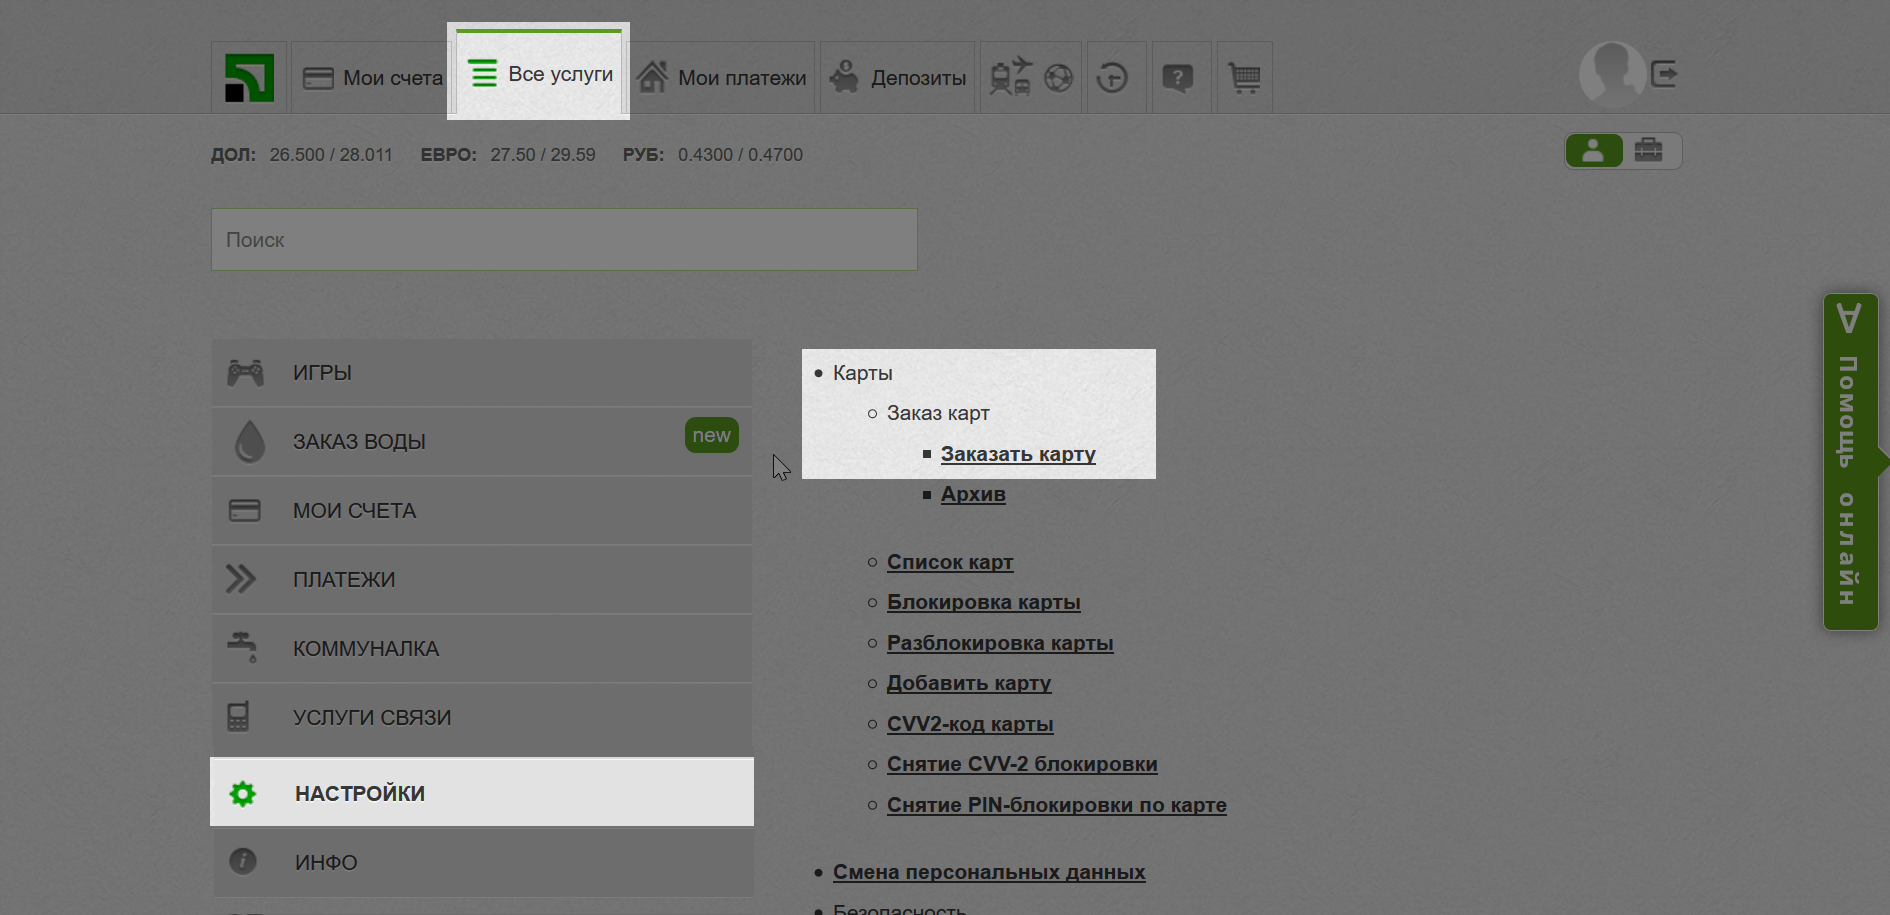 Мои счета
Все услуги
Мои платежи
Депозиты
ДОЛ: 26.500 / 28.011 ЕВРО: 27.50 / 29.59 РУБ: 0.4300 / 0.4700
Поиск
ИГРЫ
ЗАКАЗ ВОДЫ new
МОИ СЧЕТА
ПЛАТЕЖИ
КОММУНАЛКА
УСЛУГИ СВЯЗИ
НАСТРОЙКИ
ИНФО
Карты
Заказ карт
Заказать карту
Архив
Список карт
Блокировка карты
Разблокировка карты
Добавить карту
CVV2-код карты
Снятие CVV-2 блокировки
Снятие PIN-блокировки по карте
Смена персональных данных
Безопасность
Помощь онлайн